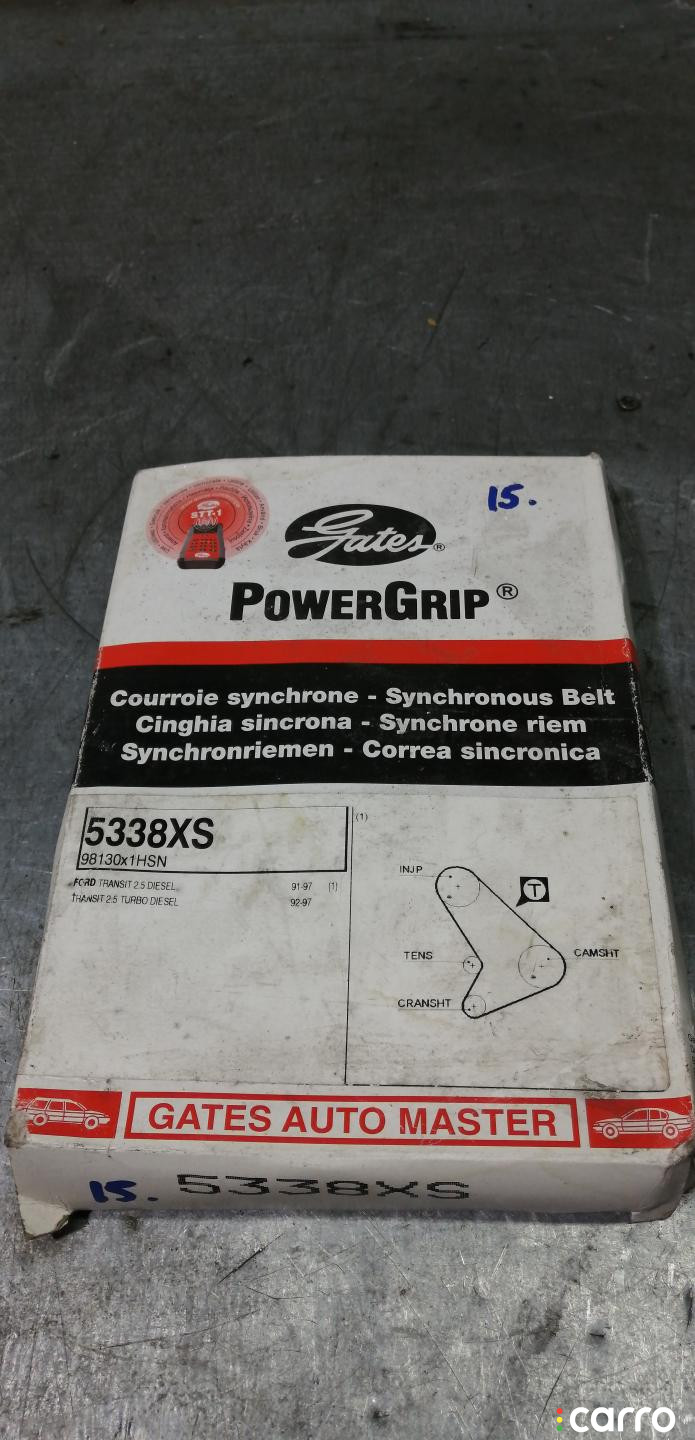 15.
STT-1
Gates®
POWERGRIP®
Courroie synchrone - Synchronous Belt
Cinghia sincrona - Synchrone riem
Synchronriemen - Correa sincronica
5338XS
98130x1HSN
FORD TRANSIT 2.5 DIESEL 91-97 (1)
TRANSIT 2.5 TURBO DIESEL 92-97
(1)
INJP
T
TENS
CAMSHT
CRANSHT
GATES AUTO MASTER
15. 5338XS
carro